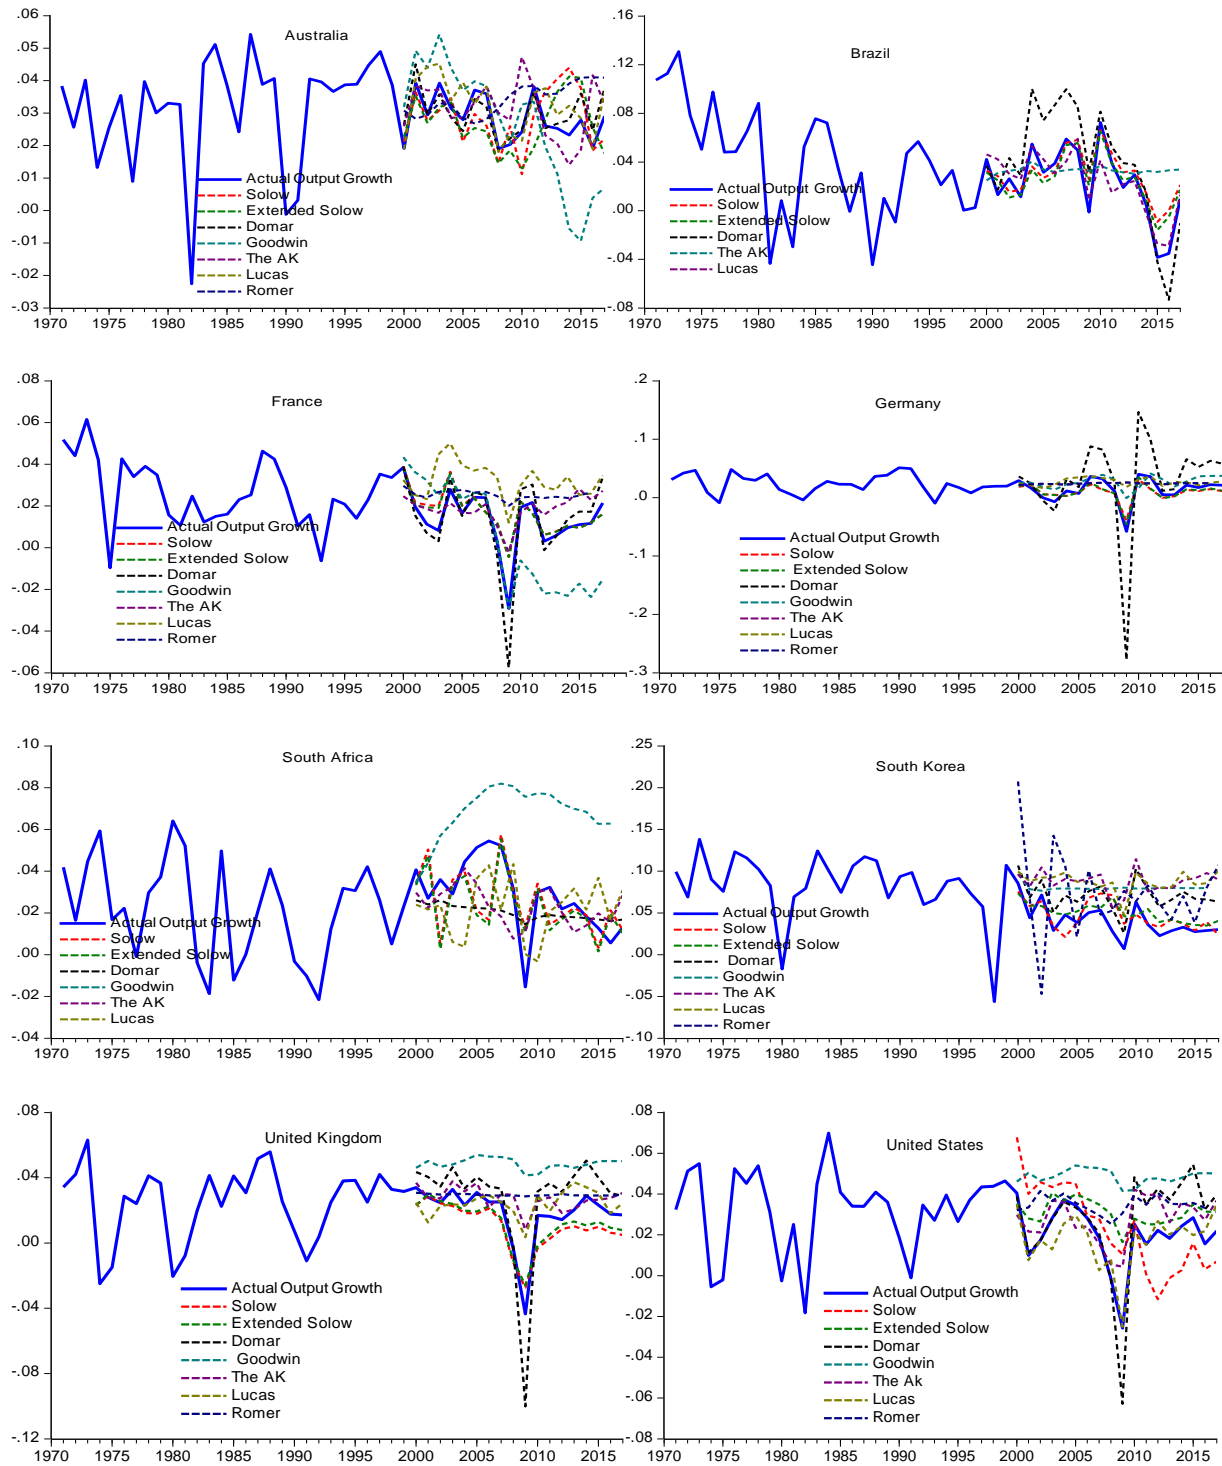 Australia
.06
.05
.04
.03
.02
.01
.00
-.01
-.02
-.03
Actual Output Growth
Solow
Extended Solow
Domar
Goodwin
The AK
Lucas
Romer
1970 1975 1980 1985 1990 1995 2000 2005 2010 2015
Brazil
.16
.12
.08
.04
.00
-.04
-.08
Actual Output Growth
Solow
Extended Solow
Domar
The AK
Lucas
1970 1975 1980 1985 1990 1995 2000 2005 2010 2015
France
.08
.06
.04
.02
.00
-.02
-.04
-.06
Actual Output Growth
Solow
Extended Solow
Domar
Goodwin
The AK
Lucas
Romer
1970 1975 1980 1985 1990 1995 2000 2005 2010 2015
Germany
.2
.1
.0
-.1
-.2
-.3
Actual Output Growth
Solow
Extended Solow
Domar
Goodwin
The AK
Lucas
Romer
1970 1975 1980 1985 1990 1995 2000 2005 2010 2015
South Africa
.10
.08
.06
.04
.02
.00
-.02
-.04
Actual Output Growth
Solow
Extended Solow
Domar
Goodwin
The AK
Lucas
1970 1975 1980 1985 1990 1995 2000 2005 2010 2015
South Korea
.25
.20
.15
.10
.05
.00
-.05
-.10
Actual Output Growth
Solow
Extended Solow
Domar
Goodwin
The AK
Lucas
Romer
1970 1975 1980 1985 1990 1995 2000 2005 2010 2015
United Kingdom
.08
.04
.00
-.04
-.08
-.12
Actual Output Growth
Solow
Extended Solow
Domar
Goodwin
The AK
Lucas
Romer
1970 1975 1980 1985 1990 1995 2000 2005 2010 2015
United States
.08
.06
.04
.02
.00
-.02
-.04
-.06
-.08
Actual Output Growth
Solow
Extended Solow
Domar
Goodwin
The Ak
Lucas
Romer
1970 1975 1980 1985 1990 1995 2000 2005 2010 2015